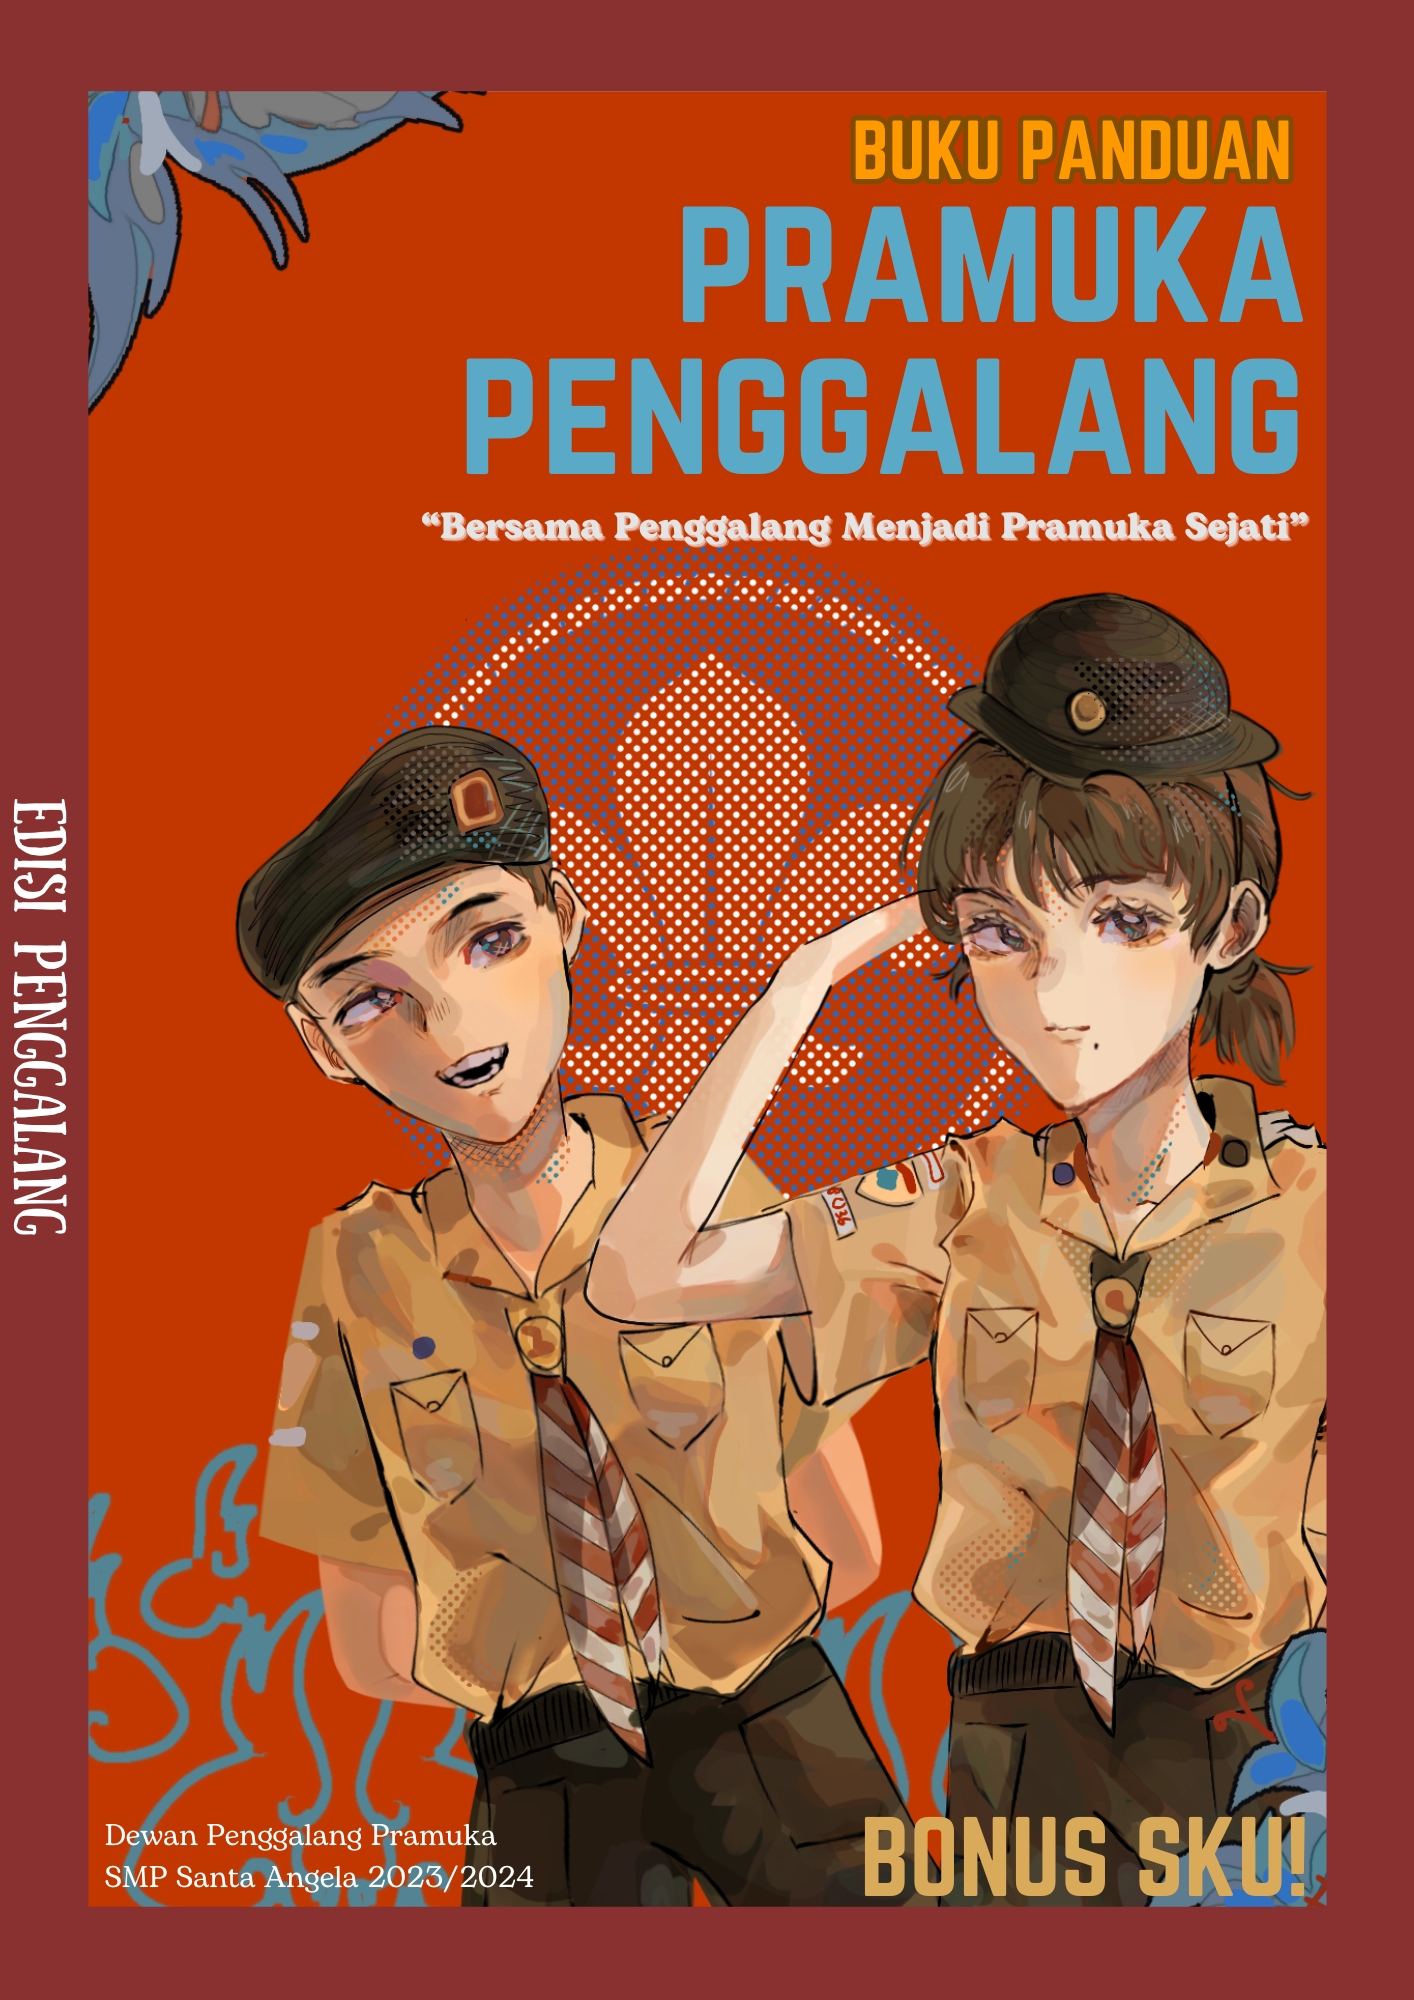 BUKU PANDUAN
PRAMUKA
PENGGALANG
“Bersama Penggalang Menjadi Pramuka Sejati”
EDISI PENGGALANG
Dewan Penggalang Pramuka
SMP Santa Angela 2023/2024
BONUS SKU!